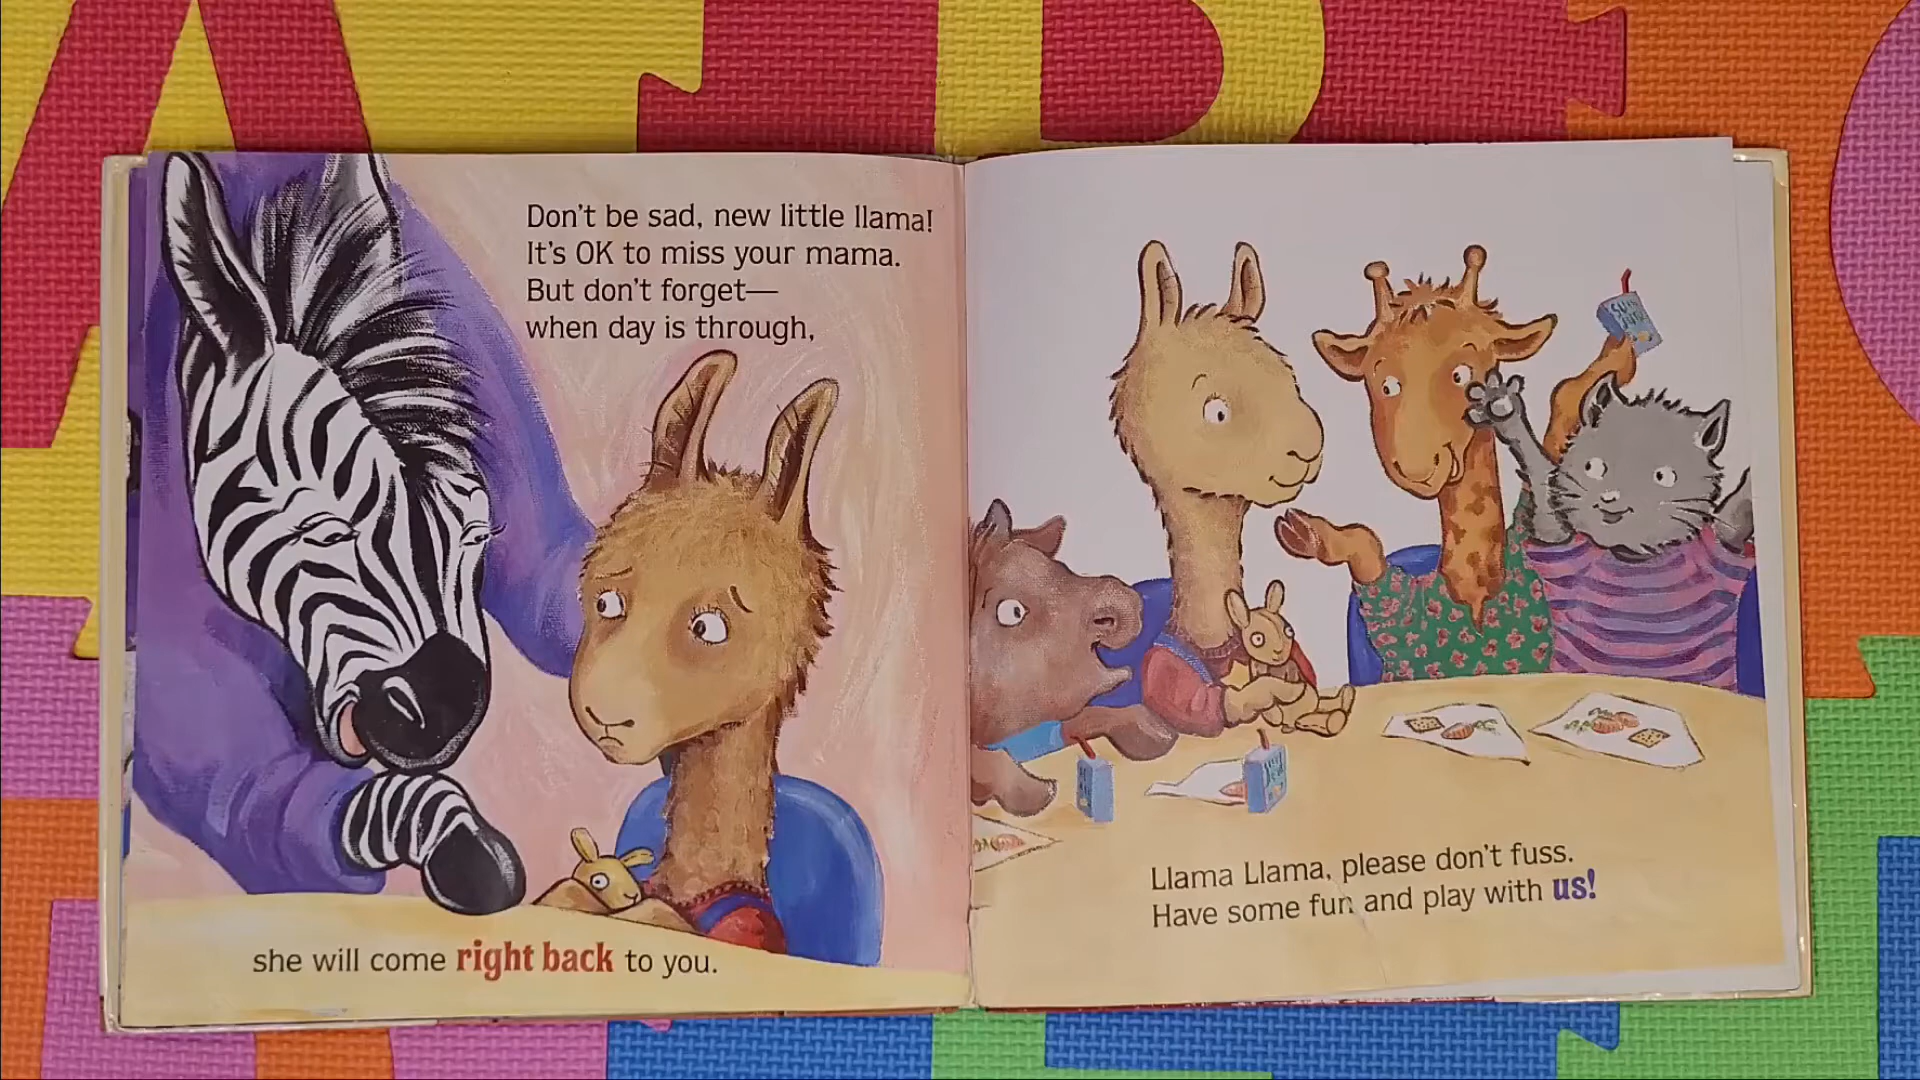 Don't be sad, new little llama!
It's OK to miss your mama.
But don't forget—
when day is through,
she will come right back to you.
Llama Llama, please don't fuss.
Have some fun and play with us!